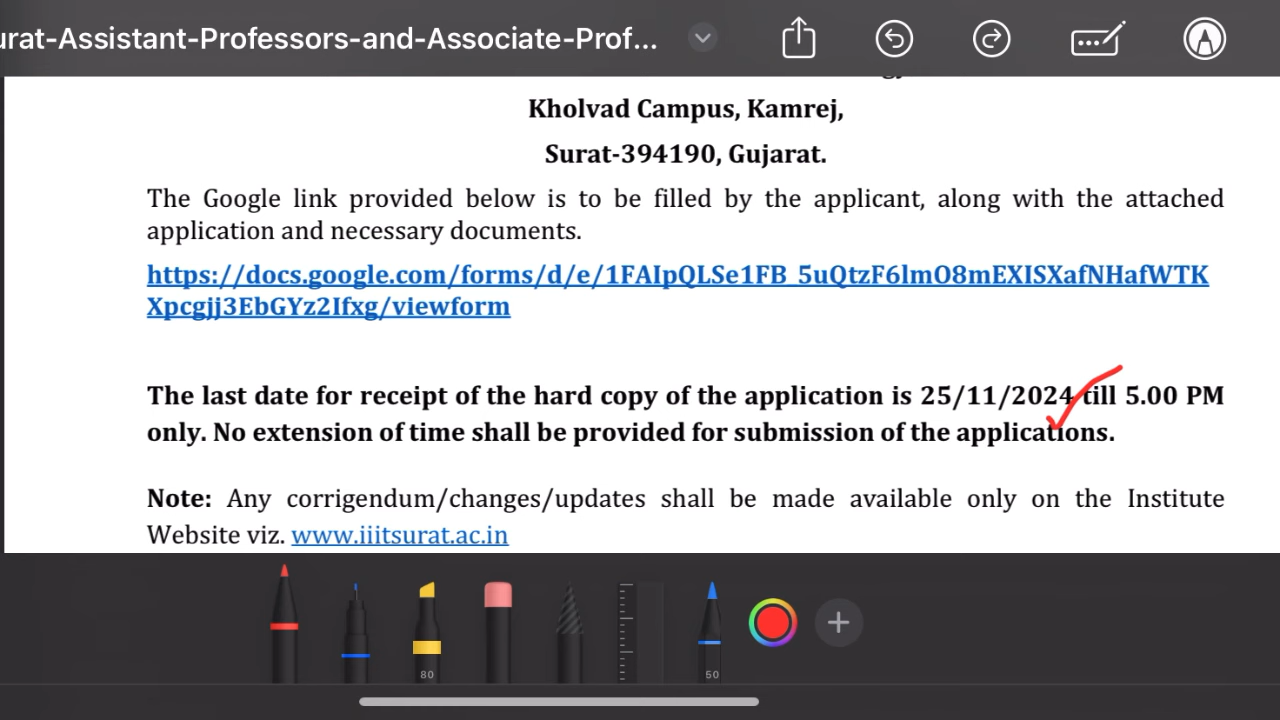 urat-Assistant-Professors-and-Associate-Prof...
Kholvad Campus, Kamrej,
Surat-394190, Gujarat.
The Google link provided below is to be filled by the applicant, along with the attached
application and necessary documents.
https://docs.google.com/forms/d/e/1FAIpQLSe1FB_5uQtzF6lmO8mEXISXafNHafWTK
Xpcgjj3EbGYz2Ifxg/viewform
The last date for receipt of the hard copy of the application is 25/11/2024 till 5.00 PM
only. No extension of time shall be provided for submission of the applications.
Note: Any corrigendum/changes/updates shall be made available only on the Institute
Website viz. www.iiitsurat.ac.in
80
50